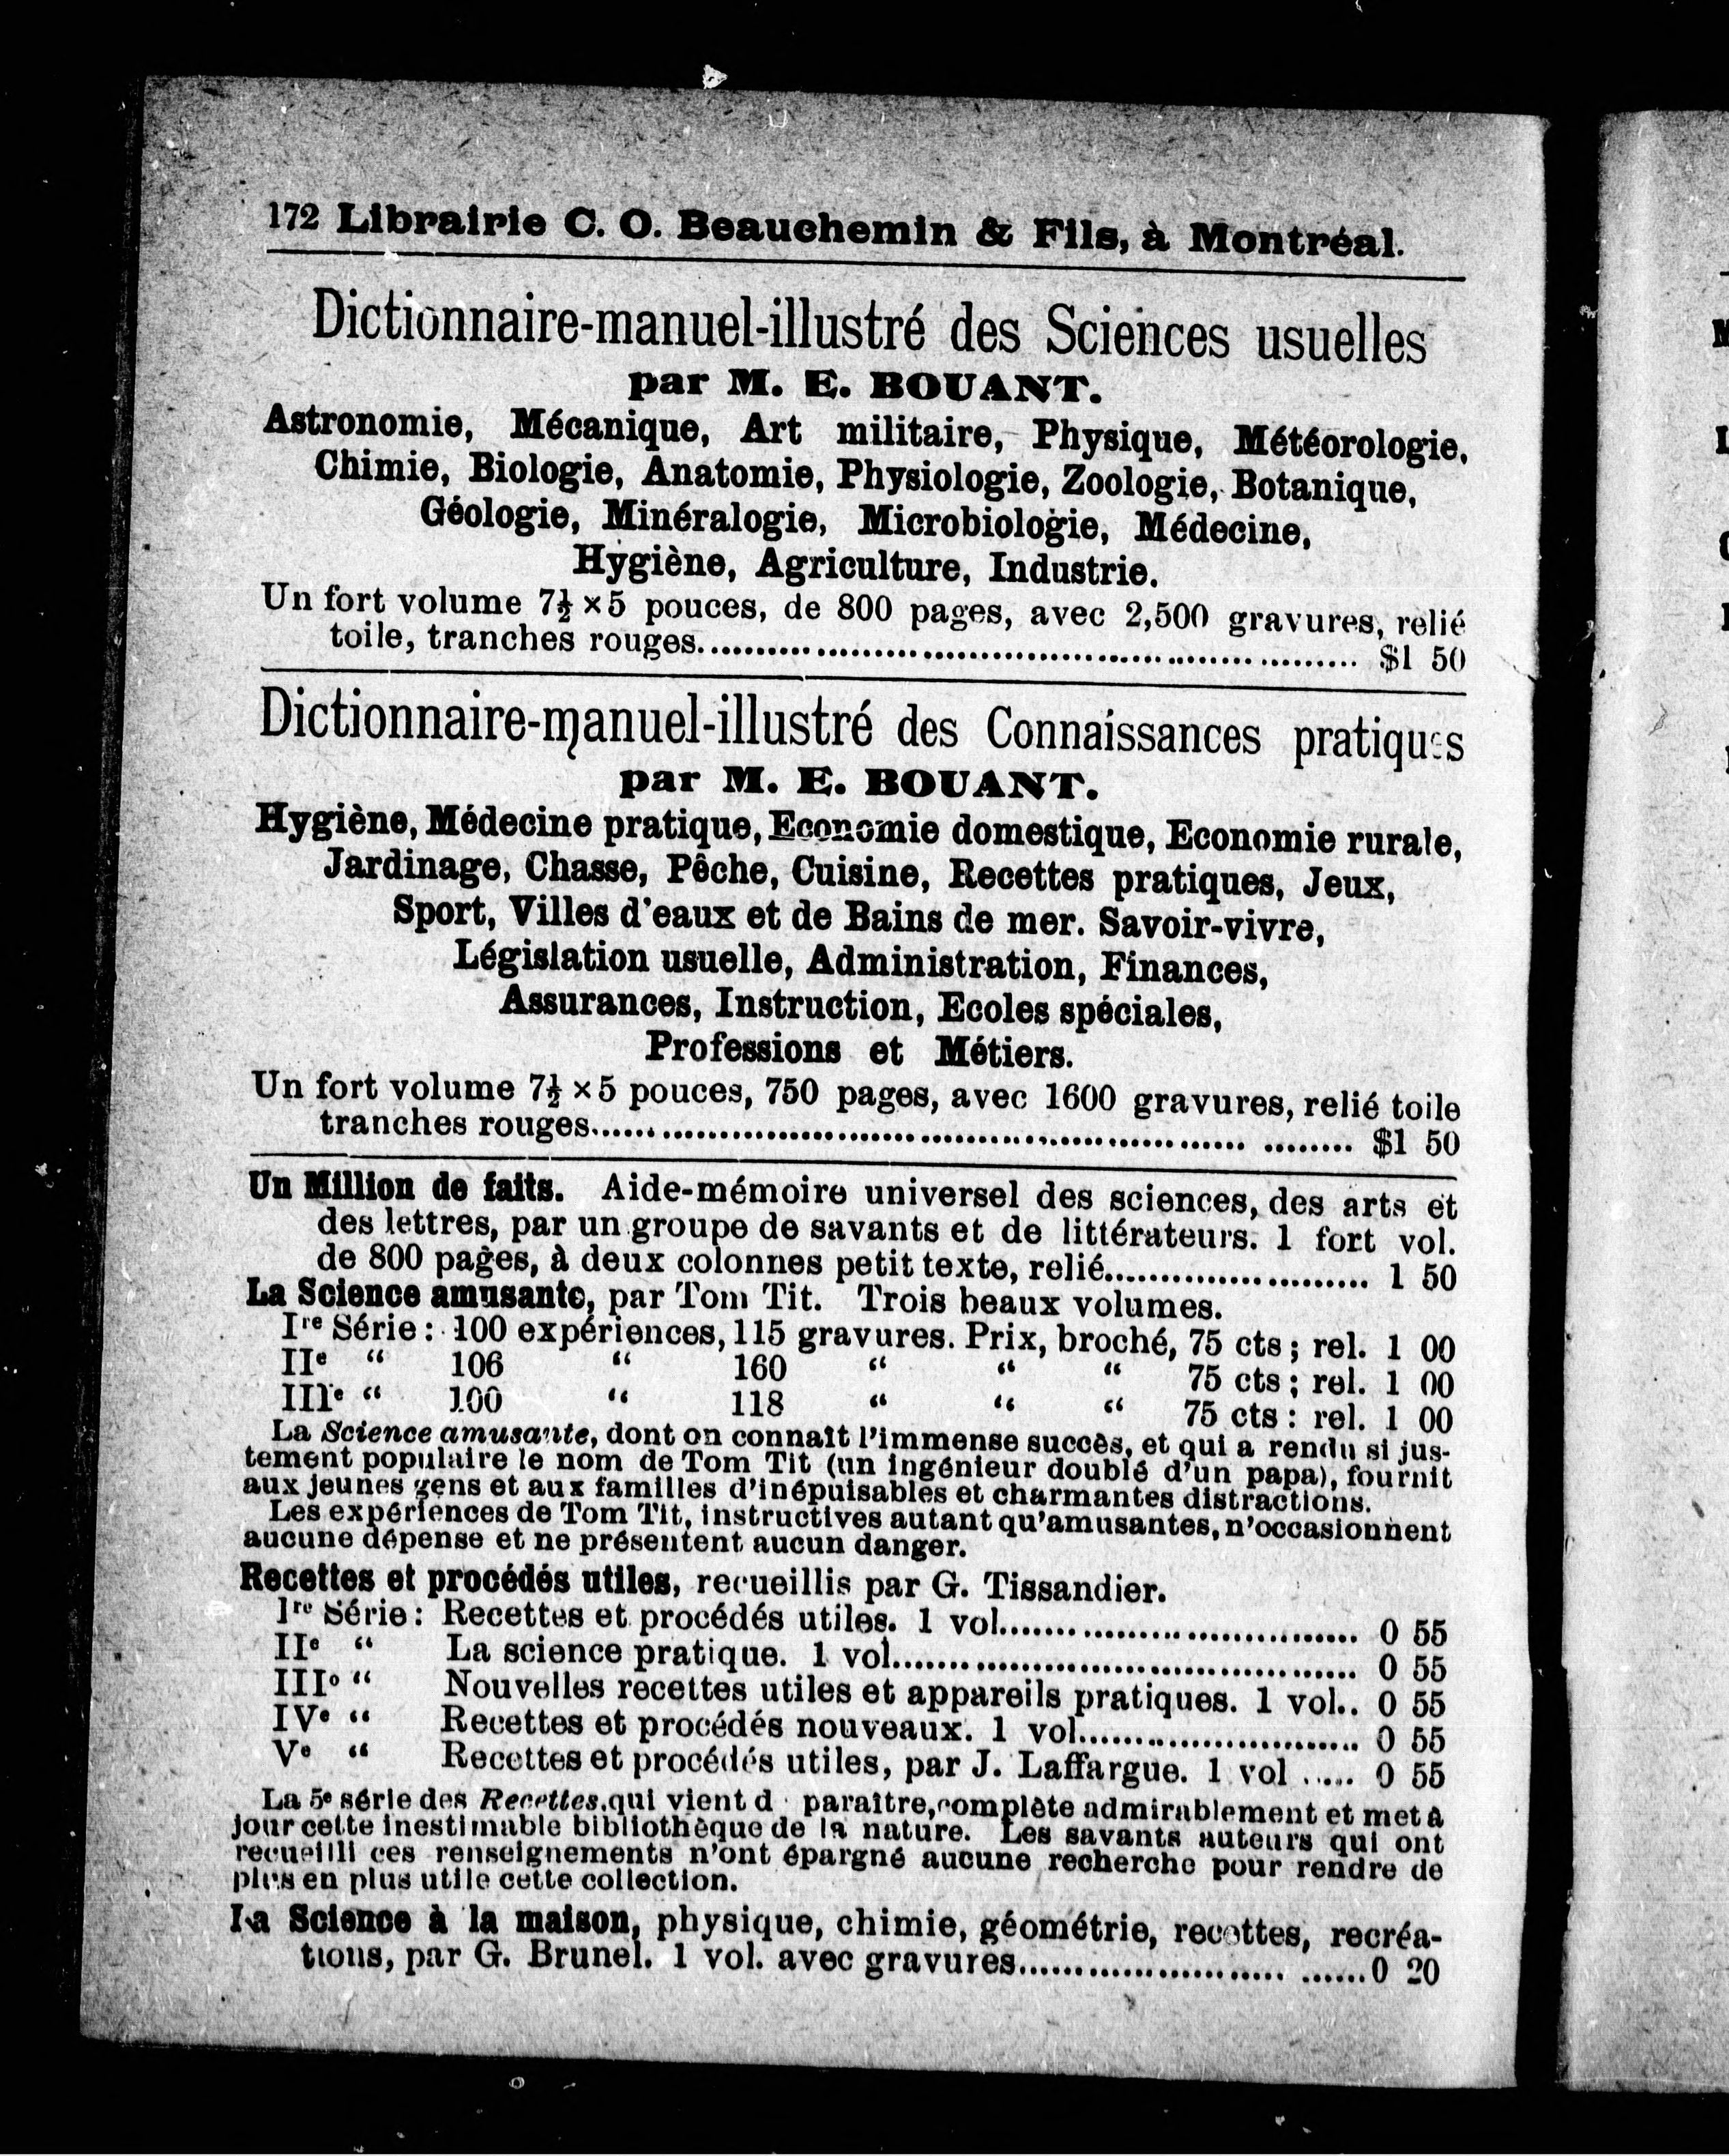 172 Librairie C. O. Beauchemin & Fils, à Montréal.
Dictionnaire-manuel-illustré des Sciences usuelles
par M. E. BOUANT.
Astronomie, Mécanique, Art militaire, Physique, Météorologie,
Chimie, Biologie, Anatomie, Physiologie, Zoologie, Botanique,
Géologie, Minéralogie, Microbiologie, Médecine,
Hygiène, Agriculture, Industrie.
Un fort volume 7½ × 5 pouces, de 800 pages, avec 2,500 gravures, relié
toile, tranches rouges........................................................ $1 50
Dictionnaire-manuel-illustré des Connaissances pratiques
par M. E. BOUANT.
Hygiène, Médecine pratique, Economie domestique, Economie rurale,
Jardinage, Chasse, Pêche, Cuisine, Recettes pratiques, Jeux,
Sport, Villes d'eaux et de Bains de mer. Savoir-vivre,
Législation usuelle, Administration, Finances,
Assurances, Instruction, Ecoles spéciales,
Professions et Métiers.
Un fort volume 7½ × 5 pouces, 750 pages, avec 1600 gravures, relié toile
tranches rouges........................................................ $1 50
Un Million de faits. Aide-mémoire universel des sciences, des arts et
des lettres, par un groupe de savants et de littérateurs. 1 fort vol.
de 800 pages, à deux colonnes petit texte, relié...................... 1 50
La Science amusante, par Tom Tit. Trois beaux volumes.
Ire Série : 100 expériences, 115 gravures. Prix, broché, 75 cts ; rel. 1 00
IIe “ 106 “ 160 “ “ “ 75 cts ; rel. 1 00
IIIe “ 100 “ 118 “ “ “ 75 cts : rel. 1 00
La Science amusante, dont on connaît l'immense succès, et qui a rendu si jus-
tement populaire le nom de Tom Tit (un ingénieur doublé d'un papa), fournit
aux jeunes gens et aux familles d'inépuisables et charmantes distractions.
Les expériences de Tom Tit, instructives autant qu'amusantes, n'occasionnent
aucune dépense et ne présentent aucun danger.
Recettes et procédés utiles, recueillis par G. Tissandier.
Ire Série : Recettes et procédés utiles. 1 vol................................ 0 55
IIe “ La science pratique. 1 vol........................................ 0 55
IIIe “ Nouvelles recettes utiles et appareils pratiques. 1 vol.. 0 55
IVe “ Recettes et procédés nouveaux. 1 vol......................... 0 55
Ve “ Recettes et procédés utiles, par J. Laffargue. 1 vol ..... 0 55
La 5e série des Recettes, qui vient d paraître, complète admirablement et met à
jour cette inestimable bibliothèque de la nature. Les savants auteurs qui ont
recueilli ces renseignements n'ont épargné aucune recherche pour rendre de
plus en plus utile cette collection.
La Science à la maison, physique, chimie, géométrie, recettes, recréa-
tions, par G. Brunel. 1 vol. avec gravures.............................. 0 20